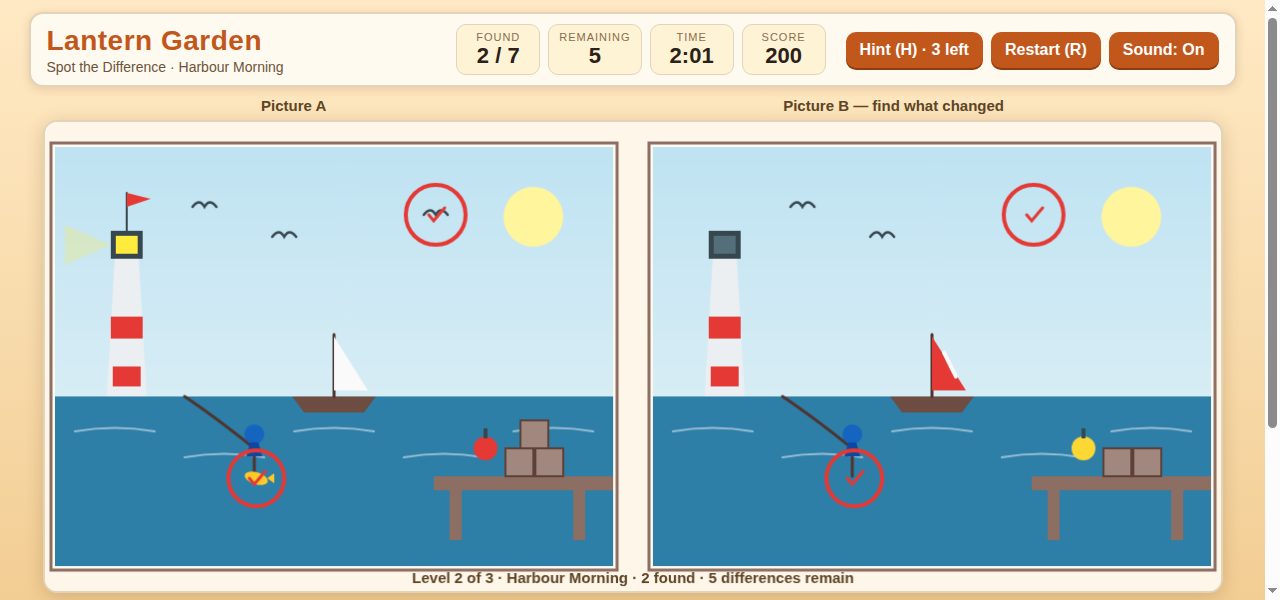 Lantern Garden
Spot the Difference · Harbour Morning
FOUND
2 / 7
REMAINING
5
TIME
2:01
SCORE
200
Hint (H) · 3 left
Restart (R)
Sound: On
Picture A
Picture B — find what changed
Level 2 of 3 · Harbour Morning · 2 found · 5 differences remain